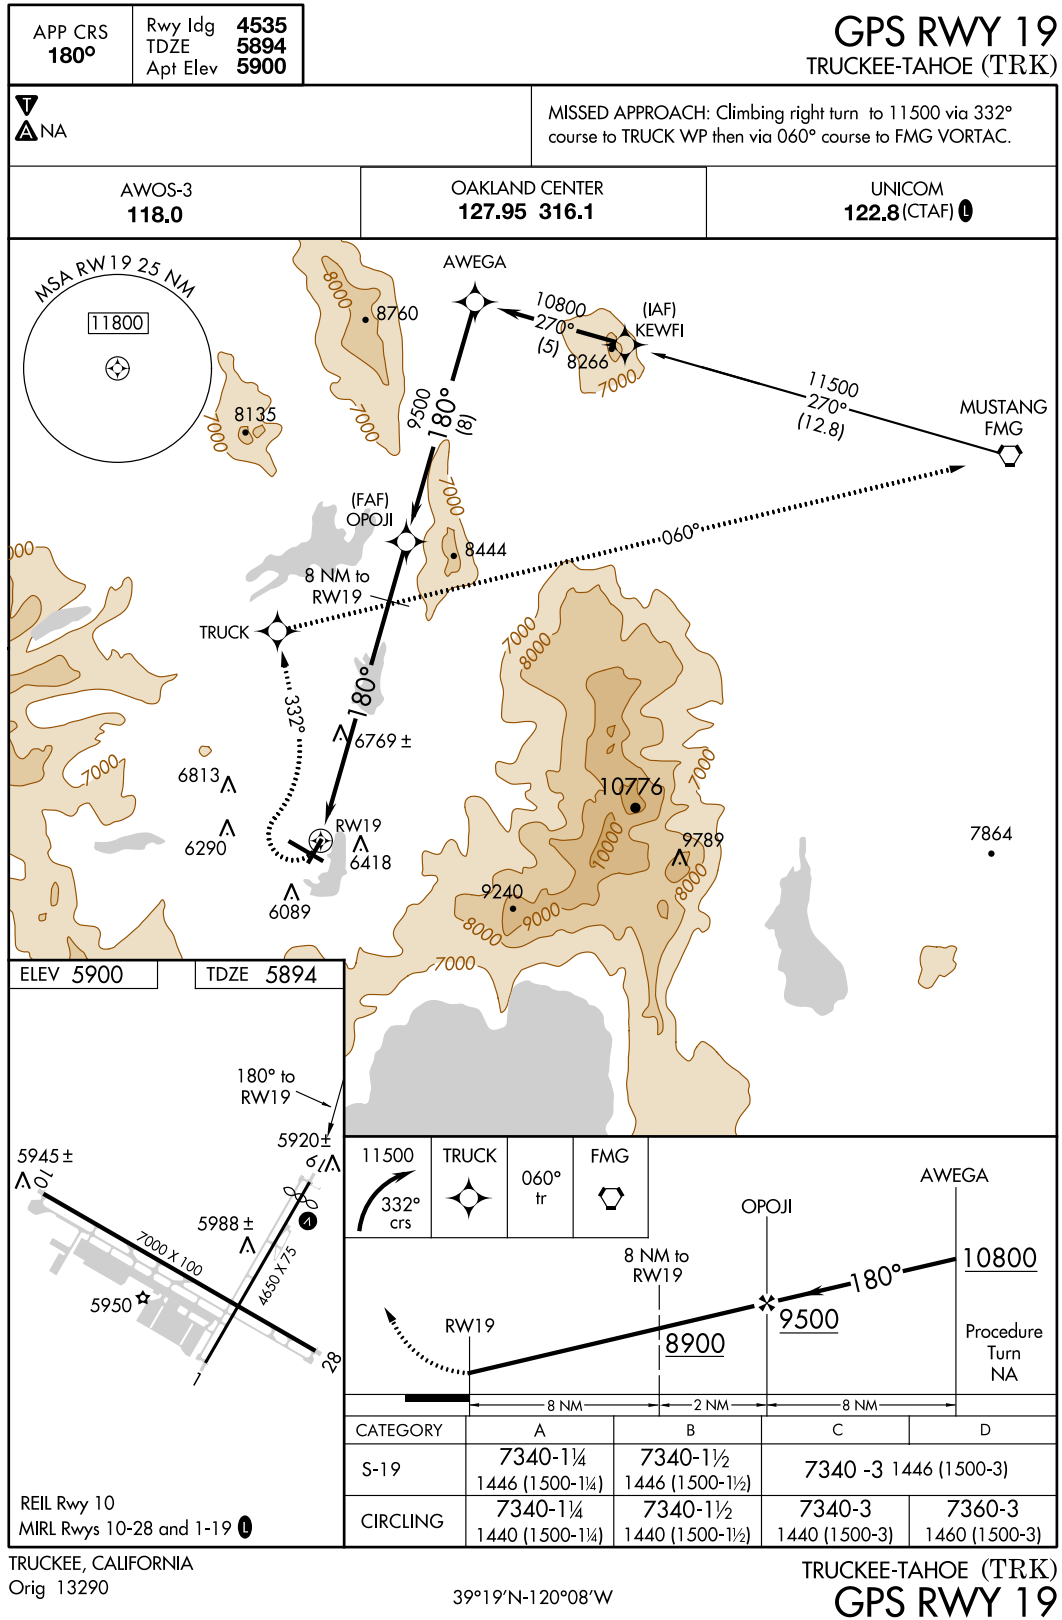 APP CRS
180°
Rwy ldg 4535
TDZE 5894
Apt Elev 5900
GPS RWY 19
TRUCKEE-TAHOE (TRK)
T
A NA
MISSED APPROACH: Climbing right turn to 11500 via 332°
course to TRUCK WP then via 060° course to FMG VORTAC.
AWOS-3
118.0
OAKLAND CENTER
127.95 316.1
UNICOM
122.8 (CTAF) L
MSA RW19 25 NM
11800
AWEGA
8000
8760
7000
10800
270°
(5)
(IAF)
KEWFI
8266
7000
11500
270°
(12.8)
MUSTANG
FMG
7000
8135
9500
180°
(8)
(FAF)
OPOJI
7000
8444
060°
000
8 NM to
RW19
TRUCK
7000
8000
332°
180°
6769 ±
7000
6813
7000
10776
6290
RW19
6418
10000
9789
7864
6089
9240
8000
9000
8000
7000
ELEV 5900
TDZE 5894
180° to
RW19
5945 ±
5920 ±
10
19
V
5988 ±
7000 X 100
4650 X 75
5950
1
28
REIL Rwy 10
MIRL Rwys 10-28 and 1-19 L
11500
332°
crs
TRUCK
060°
tr
FMG
AWEGA
OPOJI
8 NM to
RW19
180°
10800
9500
RW19
8900
Procedure
Turn
NA
8 NM
2 NM
8 NM
CATEGORY A B C D
S-19 7340-1¼ 7340-1½ 7340 -3 1446 (1500-3)
1446 (1500-1¼) 1446 (1500-1½)
CIRCLING 7340-1¼ 7340-1½ 7340-3 7360-3
1440 (1500-1¼) 1440 (1500-1½) 1440 (1500-3) 1460 (1500-3)
TRUCKEE, CALIFORNIA
Orig 13290
39°19'N-120°08'W
TRUCKEE-TAHOE (TRK)
GPS RWY 19